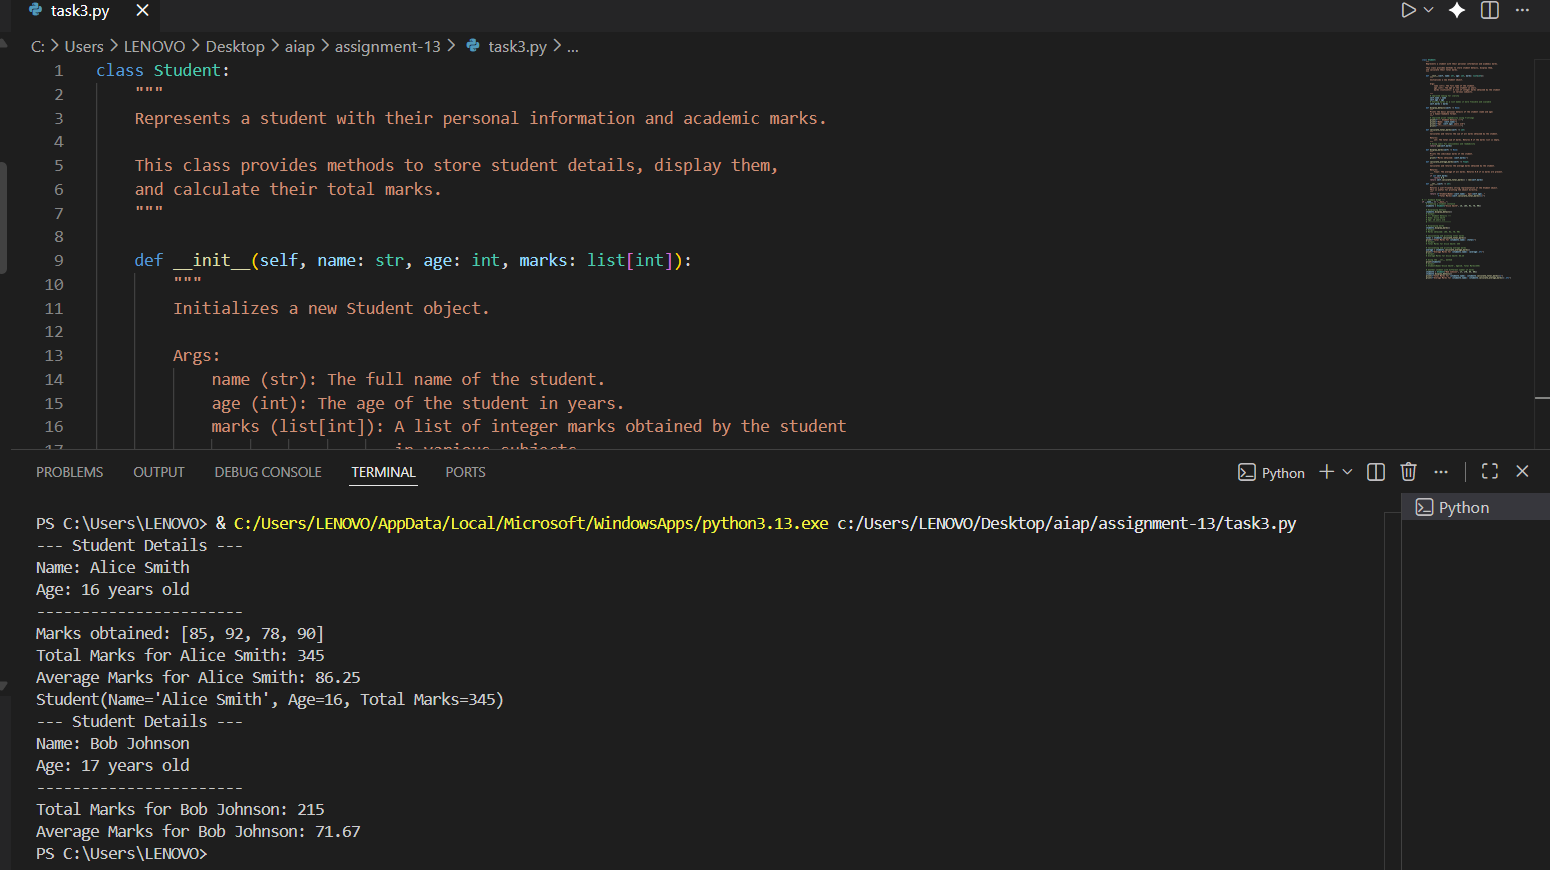 task3.py
C: > Users > LENOVO > Desktop > aiap > assignment-13 > task3.py > ...
1 class Student:
2 """
3 Represents a student with their personal information and academic marks.
4
5 This class provides methods to store student details, display them,
6 and calculate their total marks.
7 """
8
9 def __init__(self, name: str, age: int, marks: list[int]):
10 """
11 Initializes a new Student object.
12
13 Args:
14 name (str): The full name of the student.
15 age (int): The age of the student in years.
16 marks (list[int]): A list of integer marks obtained by the student
17 in various subjects
PROBLEMS OUTPUT DEBUG CONSOLE TERMINAL PORTS
Python
Python
PS C:\Users\LENOVO> & C:/Users/LENOVO/AppData/Local/Microsoft/WindowsApps/python3.13.exe c:/Users/LENOVO/Desktop/aiap/assignment-13/task3.py
--- Student Details ---
Name: Alice Smith
Age: 16 years old
-----------------------
Marks obtained: [85, 92, 78, 90]
Total Marks for Alice Smith: 345
Average Marks for Alice Smith: 86.25
Student(Name='Alice Smith', Age=16, Total Marks=345)
--- Student Details ---
Name: Bob Johnson
Age: 17 years old
-----------------------
Total Marks for Bob Johnson: 215
Average Marks for Bob Johnson: 71.67
PS C:\Users\LENOVO>